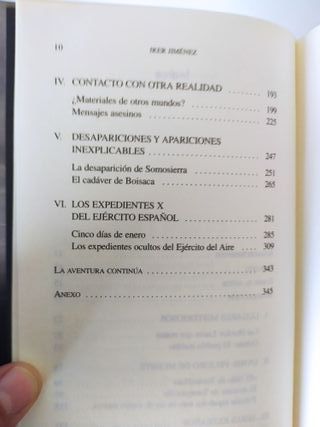 10 IKER JIMÉNEZ
IV. CONTACTO CON OTRA REALIDAD 193
¿Materiales de otros mundos? 199
Mensajes asesinos 225
V. DESAPARICIONES Y APARICIONES
INEXPLICABLES 247
La desaparición de Somosierra 251
El cadáver de Boisaca 265
VI. LOS EXPEDIENTES X
DEL EJÉRCITO ESPAÑOL 281
Cinco días de enero 285
Los expedientes ocultos del Ejército del Aire 309
LA AVENTURA CONTINÚA 343
ANEXO 345